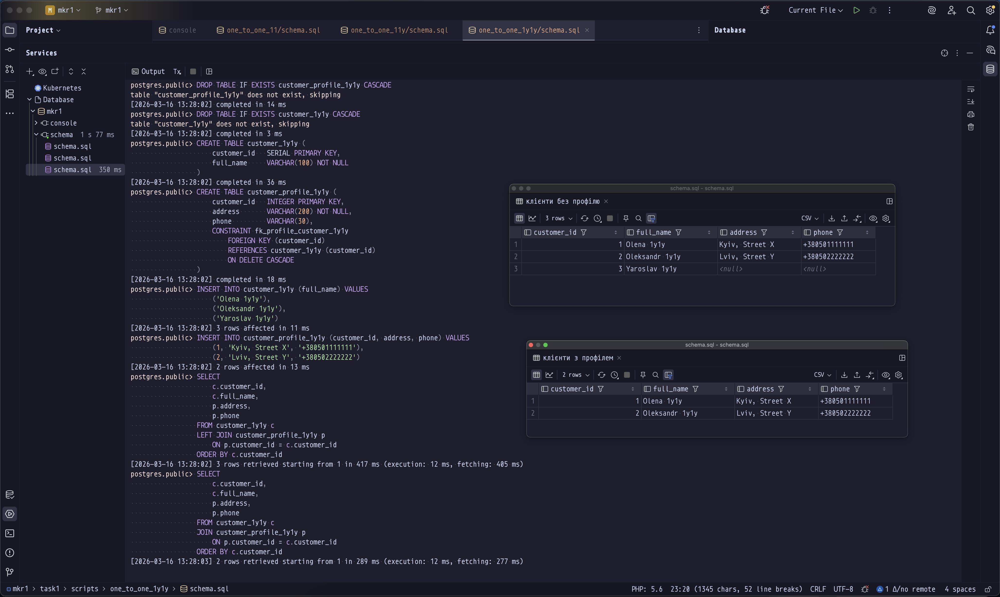 M mkr1 mkr1 Current File
Project console one_to_one_11/schema.sql one_to_one_11y/schema.sql one_to_one_1y1y/schema.sql Database
Services
Output Tx
Kubernetes
Database
mkr1
console
schema 1 s 77 ms
schema.sql
schema.sql
schema.sql 350 ms
postgres.public> DROP TABLE IF EXISTS customer_profile_1y1y CASCADE
table "customer_profile_1y1y" does not exist, skipping
[2026-03-16 13:28:02] completed in 14 ms
postgres.public> DROP TABLE IF EXISTS customer_1y1y CASCADE
table "customer_1y1y" does not exist, skipping
[2026-03-16 13:28:02] completed in 3 ms
postgres.public> CREATE TABLE customer_1y1y (
customer_id SERIAL PRIMARY KEY,
full_name VARCHAR(100) NOT NULL
)
[2026-03-16 13:28:02] completed in 36 ms
postgres.public> CREATE TABLE customer_profile_1y1y (
customer_id INTEGER PRIMARY KEY,
address VARCHAR(200) NOT NULL,
phone VARCHAR(30),
CONSTRAINT fk_profile_customer_1y1y
FOREIGN KEY (customer_id)
REFERENCES customer_1y1y (customer_id)
ON DELETE CASCADE
)
[2026-03-16 13:28:02] completed in 18 ms
postgres.public> INSERT INTO customer_1y1y (full_name) VALUES
('Olena 1y1y'),
('Oleksandr 1y1y'),
('Yaroslav 1y1y')
[2026-03-16 13:28:02] 3 rows affected in 11 ms
postgres.public> INSERT INTO customer_profile_1y1y (customer_id, address, phone) VALUES
(1, 'Kyiv, Street X', '+380501111111'),
(2, 'Lviv, Street Y', '+380502222222')
[2026-03-16 13:28:02] 2 rows affected in 13 ms
postgres.public> SELECT
c.customer_id,
c.full_name,
p.address,
p.phone
FROM customer_1y1y c
LEFT JOIN customer_profile_1y1y p
ON p.customer_id = c.customer_id
ORDER BY c.customer_id
[2026-03-16 13:28:02] 3 rows retrieved starting from 1 in 417 ms (execution: 12 ms, fetching: 405 ms)
postgres.public> SELECT
c.customer_id,
c.full_name,
p.address,
p.phone
FROM customer_1y1y c
JOIN customer_profile_1y1y p
ON p.customer_id = c.customer_id
ORDER BY c.customer_id
[2026-03-16 13:28:03] 2 rows retrieved starting from 1 in 289 ms (execution: 12 ms, fetching: 277 ms)
schema.sql - schema.sql
клієнти без профілю
3 rows CSV
customer_id full_name address phone
1 1 Olena 1y1y Kyiv, Street X +380501111111
2 2 Oleksandr 1y1y Lviv, Street Y +380502222222
3 3 Yaroslav 1y1y <null> <null>
schema.sql - schema.sql
клієнти з профілем
2 rows CSV
customer_id full_name address phone
1 1 Olena 1y1y Kyiv, Street X +380501111111
2 2 Oleksandr 1y1y Lviv, Street Y +380502222222
mkr1 > task1 > scripts > one_to_one_1y1y > schema.sql PHP: 5.6 23:20 (1345 chars, 52 line breaks) CRLF UTF-8 1 Δ/no remote 4 spaces